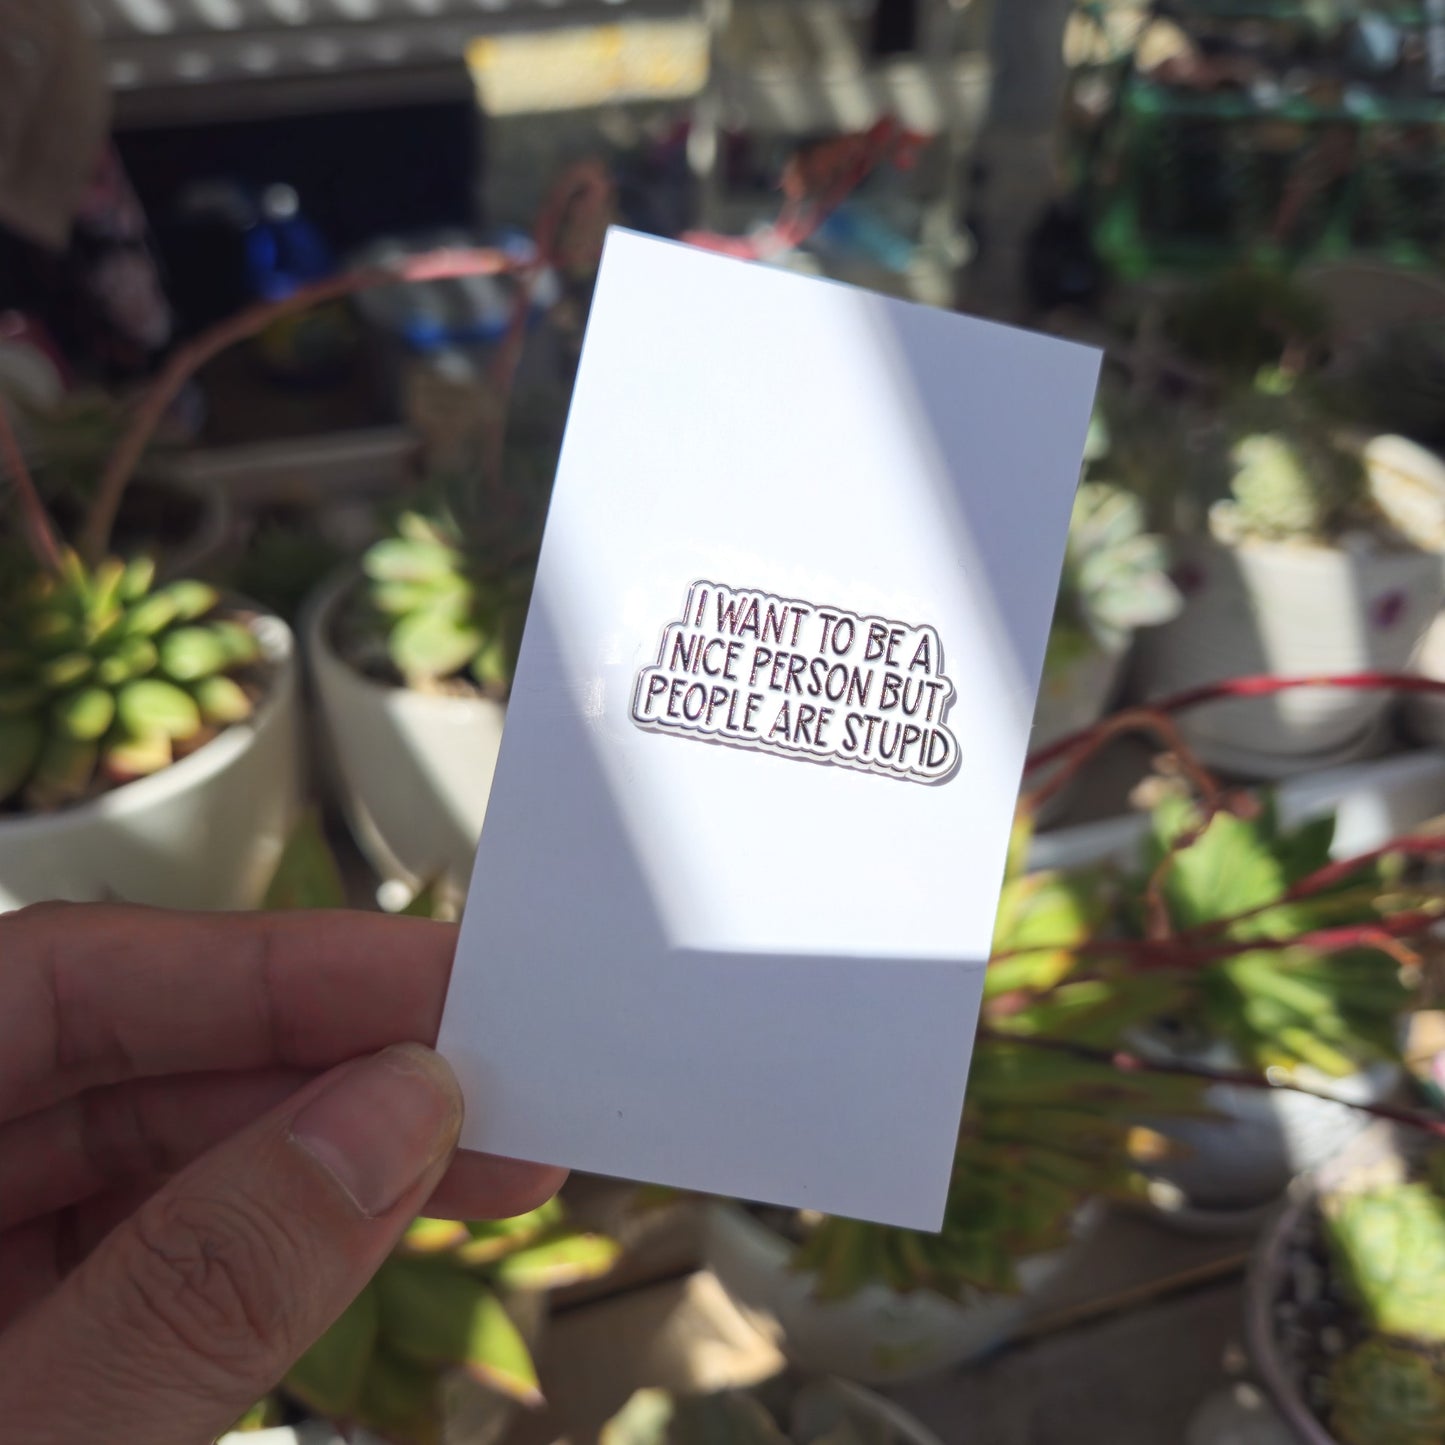 I WANT TO BE A
NICE PERSON BUT
PEOPLE ARE STUPID